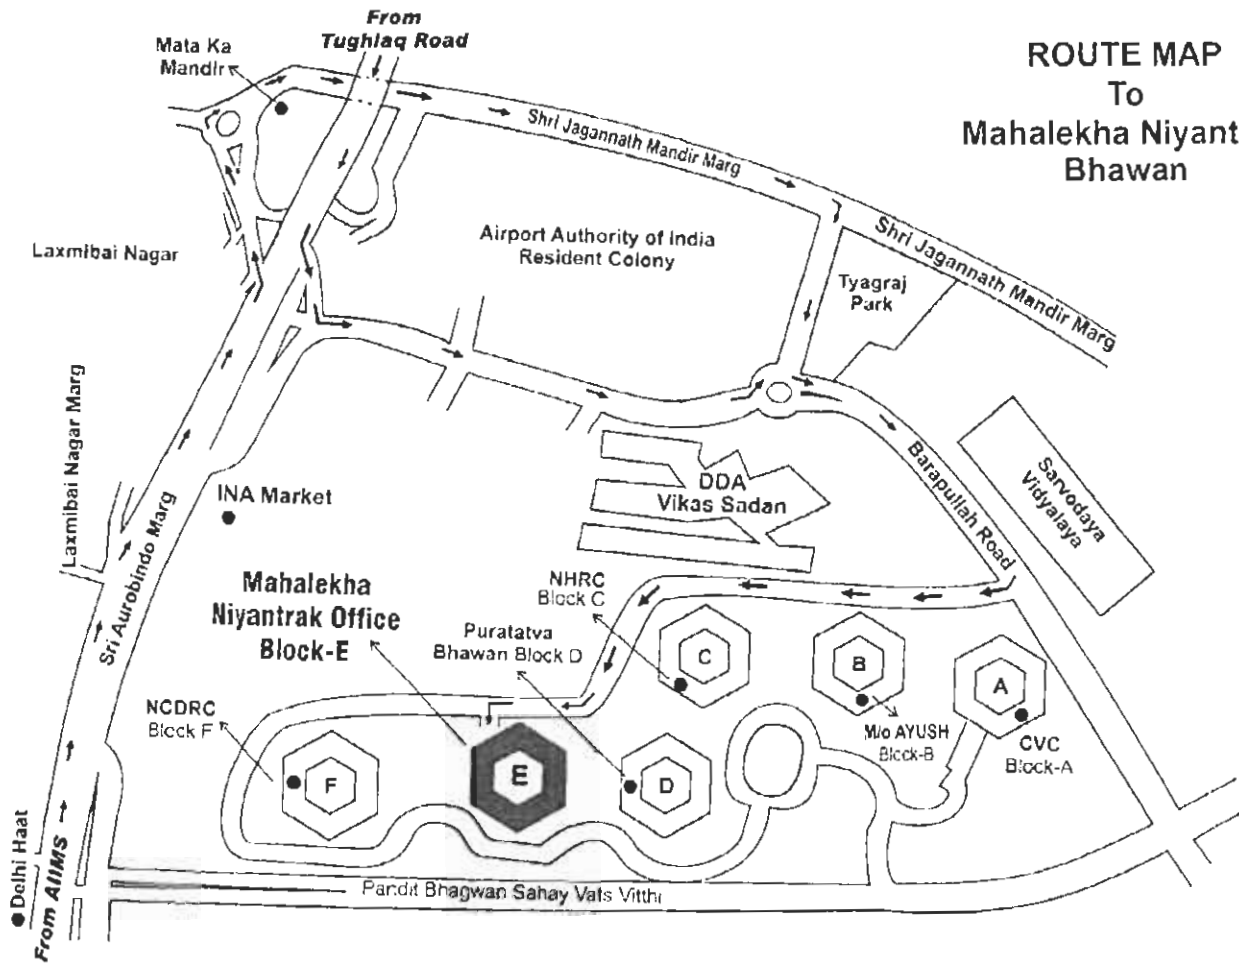 From
Tughlaq Road
ROUTE MAP
To
Mahalekha Niyant
Bhawan
Mata Ka
Mandir
Shri Jagannath Mandir Marg
Shri Jagannath Mandir Marg
Laxmibai Nagar
Airport Authority of India
Resident Colony
Tyagraj
Park
Laxmibai Nagar Marg
Sri Aurobindo Marg
INA Market
DDA
Vikas Sadan
Barapullah Road
Sarvodaya
Vidyalaya
Mahalekha
Niyantrak Office
Block-E
NHRC
Block C
Puratatva
Bhawan Block D
NCDRC
Block F
C
B
A
M/o AYUSH
Block-B
CVC
Block-A
F
E
D
Delhi Haat
From AIIMS
Pandit Bhagwan Sahay Vats Vitthi